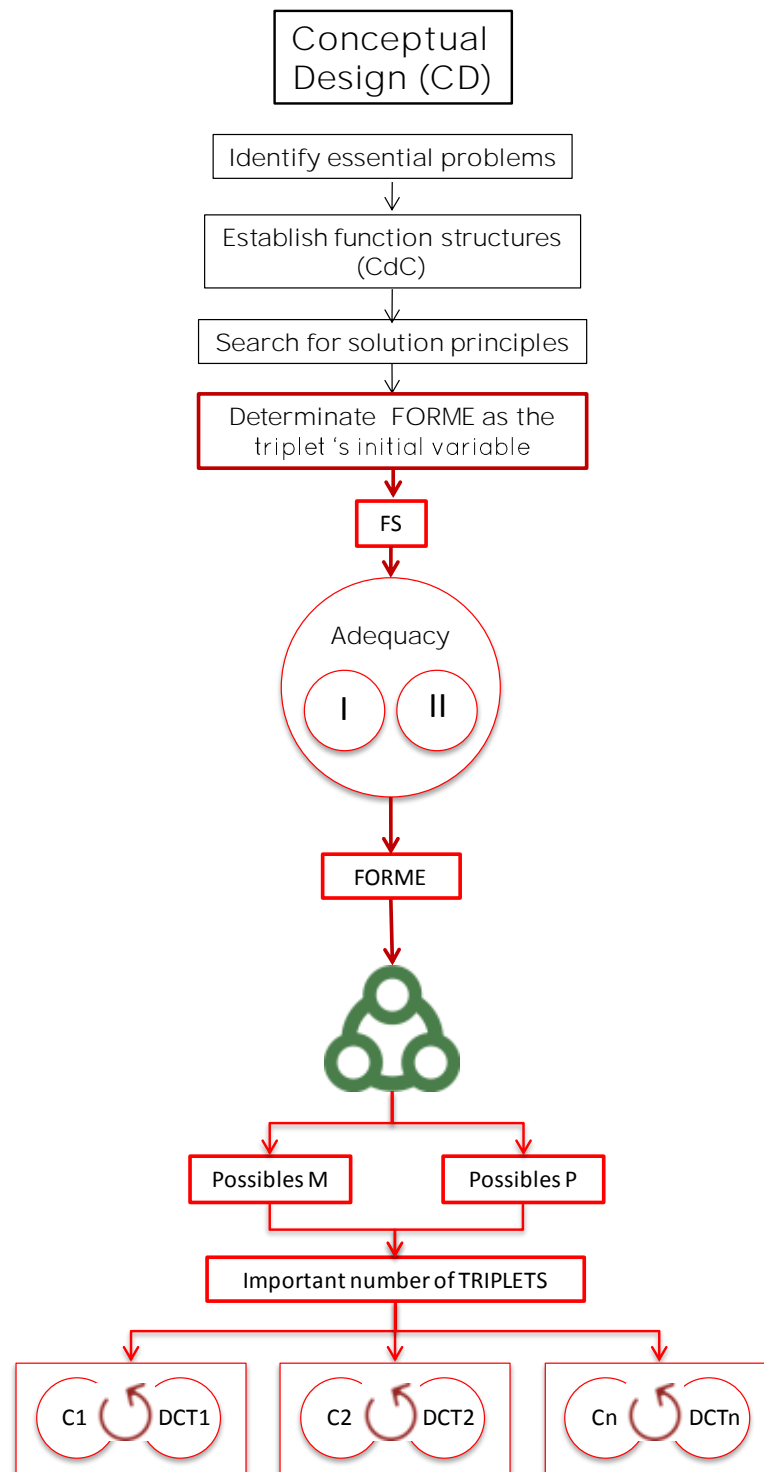 Conceptual
Design (CD)
Identify essential problems
Establish function structures
(CdC)
Search for solution principles
Determinate FORME as the
triplet ‘s initial variable
FS
Adequacy
I II
FORME
Possibles M Possibles P
Important number of TRIPLETS
C1 DCT1 C2 DCT2 Cn DCTn